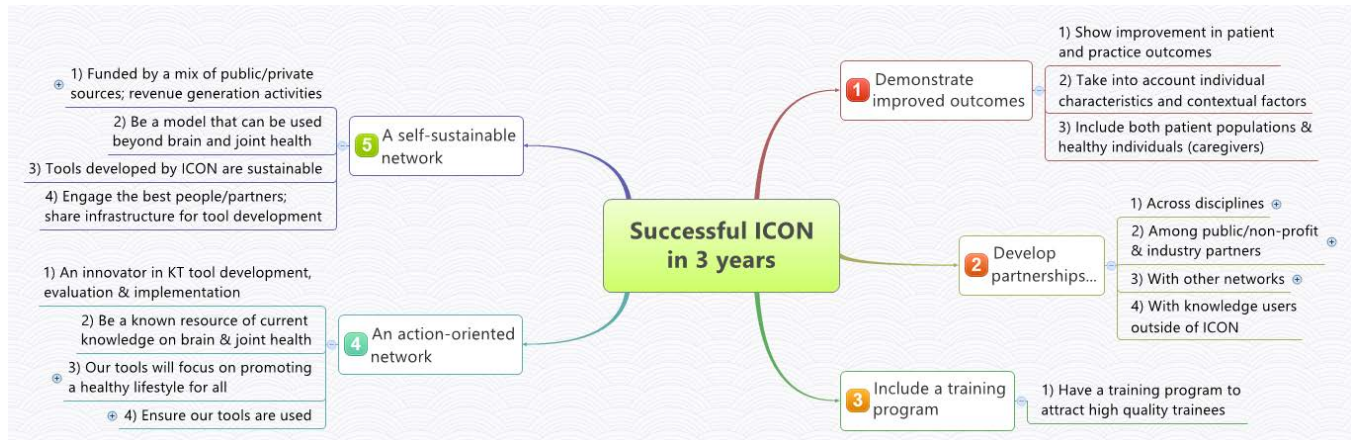 Successful ICON
in 3 years
1
Demonstrate
improved outcomes
1) Show improvement in patient
and practice outcomes
2) Take into account individual
characteristics and contextual factors
3) Include both patient populations &
healthy individuals (caregivers)
2
Develop
partnerships...
1) Across disciplines
2) Among public/non-profit
& industry partners
3) With other networks
4) With knowledge users
outside of ICON
3
Include a training
program
1) Have a training program to
attract high quality trainees
4
An action-oriented
network
1) An innovator in KT tool development,
evaluation & implementation
2) Be a known resource of current
knowledge on brain & joint health
3) Our tools will focus on promoting
a healthy lifestyle for all
4) Ensure our tools are used
5
A self-sustainable
network
1) Funded by a mix of public/private
sources; revenue generation activities
2) Be a model that can be used
beyond brain and joint health
3) Tools developed by ICON are sustainable
4) Engage the best people/partners;
share infrastructure for tool development